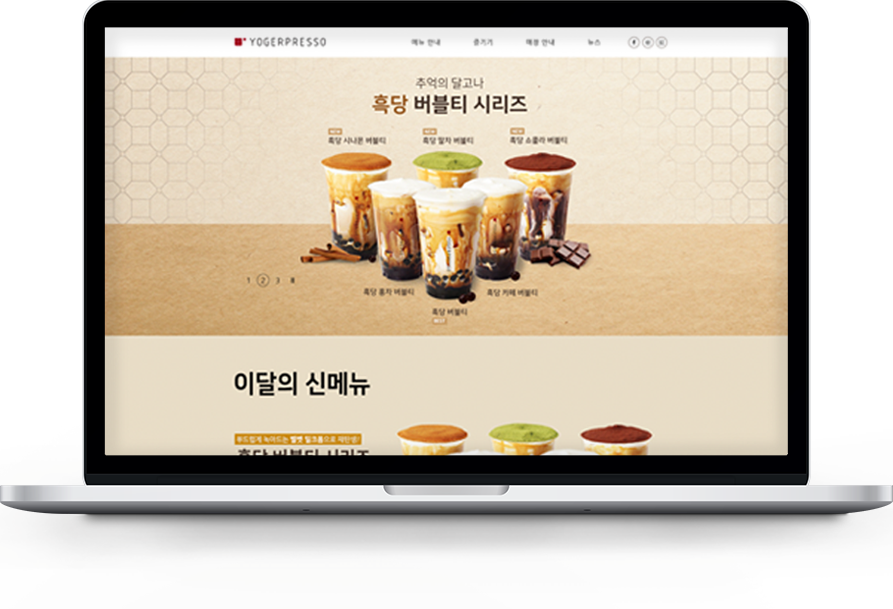 YOGERPRESSO
메뉴 안내
즐기기
매장 안내
뉴스
추억의 달고나
흑당 버블티 시리즈
NEW
흑당 시나몬 버블티
NEW
흑당 말차 버블티
NEW
흑당 쇼콜라 버블티
흑당 홍차 버블티
흑당 카페 버블티
흑당 버블티
BEST
1 2 3
이달의 신메뉴
부드럽게 녹아드는 벨벳 밀크폼으로 재탄생!
흑당 버블티 시리즈